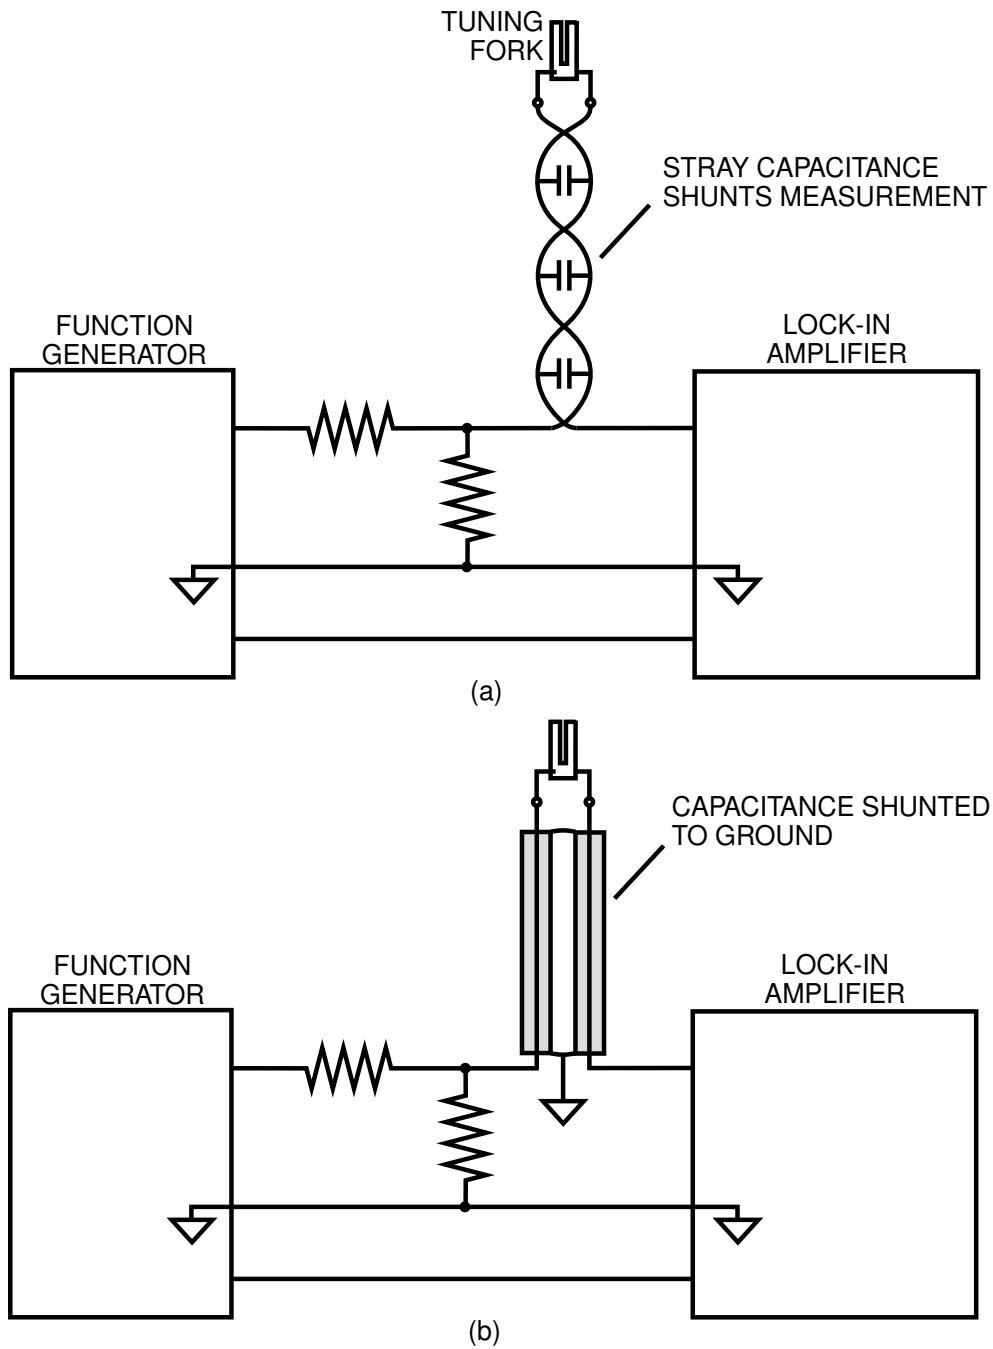 TUNING
FORK
STRAY CAPACITANCE
SHUNTS MEASUREMENT
FUNCTION
GENERATOR
LOCK-IN
AMPLIFIER
(a)
CAPACITANCE SHUNTED
TO GROUND
FUNCTION
GENERATOR
LOCK-IN
AMPLIFIER
(b)